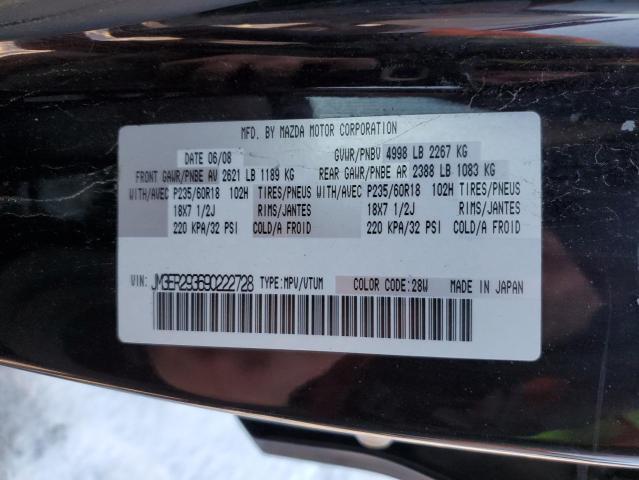 MFD. BY MAZDA MOTOR CORPORATION
DATE 06/08 GVWR/PNBV 4998 LB 2267 KG
FRONT GAWR/PNBE AV 2621 LB 1189 KG REAR GAWR/PNBE AR 2388 LB 1083 KG
WITH/AVEC P235/60R18 102H TIRES/PNEUS WITH/AVEC P235/60R18 102H TIRES/PNEUS
18X7 1/2J RIMS/JANTES 18X7 1/2J RIMS/JANTES
220 KPA/32 PSI COLD/A FROID 220 KPA/32 PSI COLD/A FROID
VIN: JM3ER293690222728 TYPE:MPV/VTUM COLOR CODE:28W MADE IN JAPAN